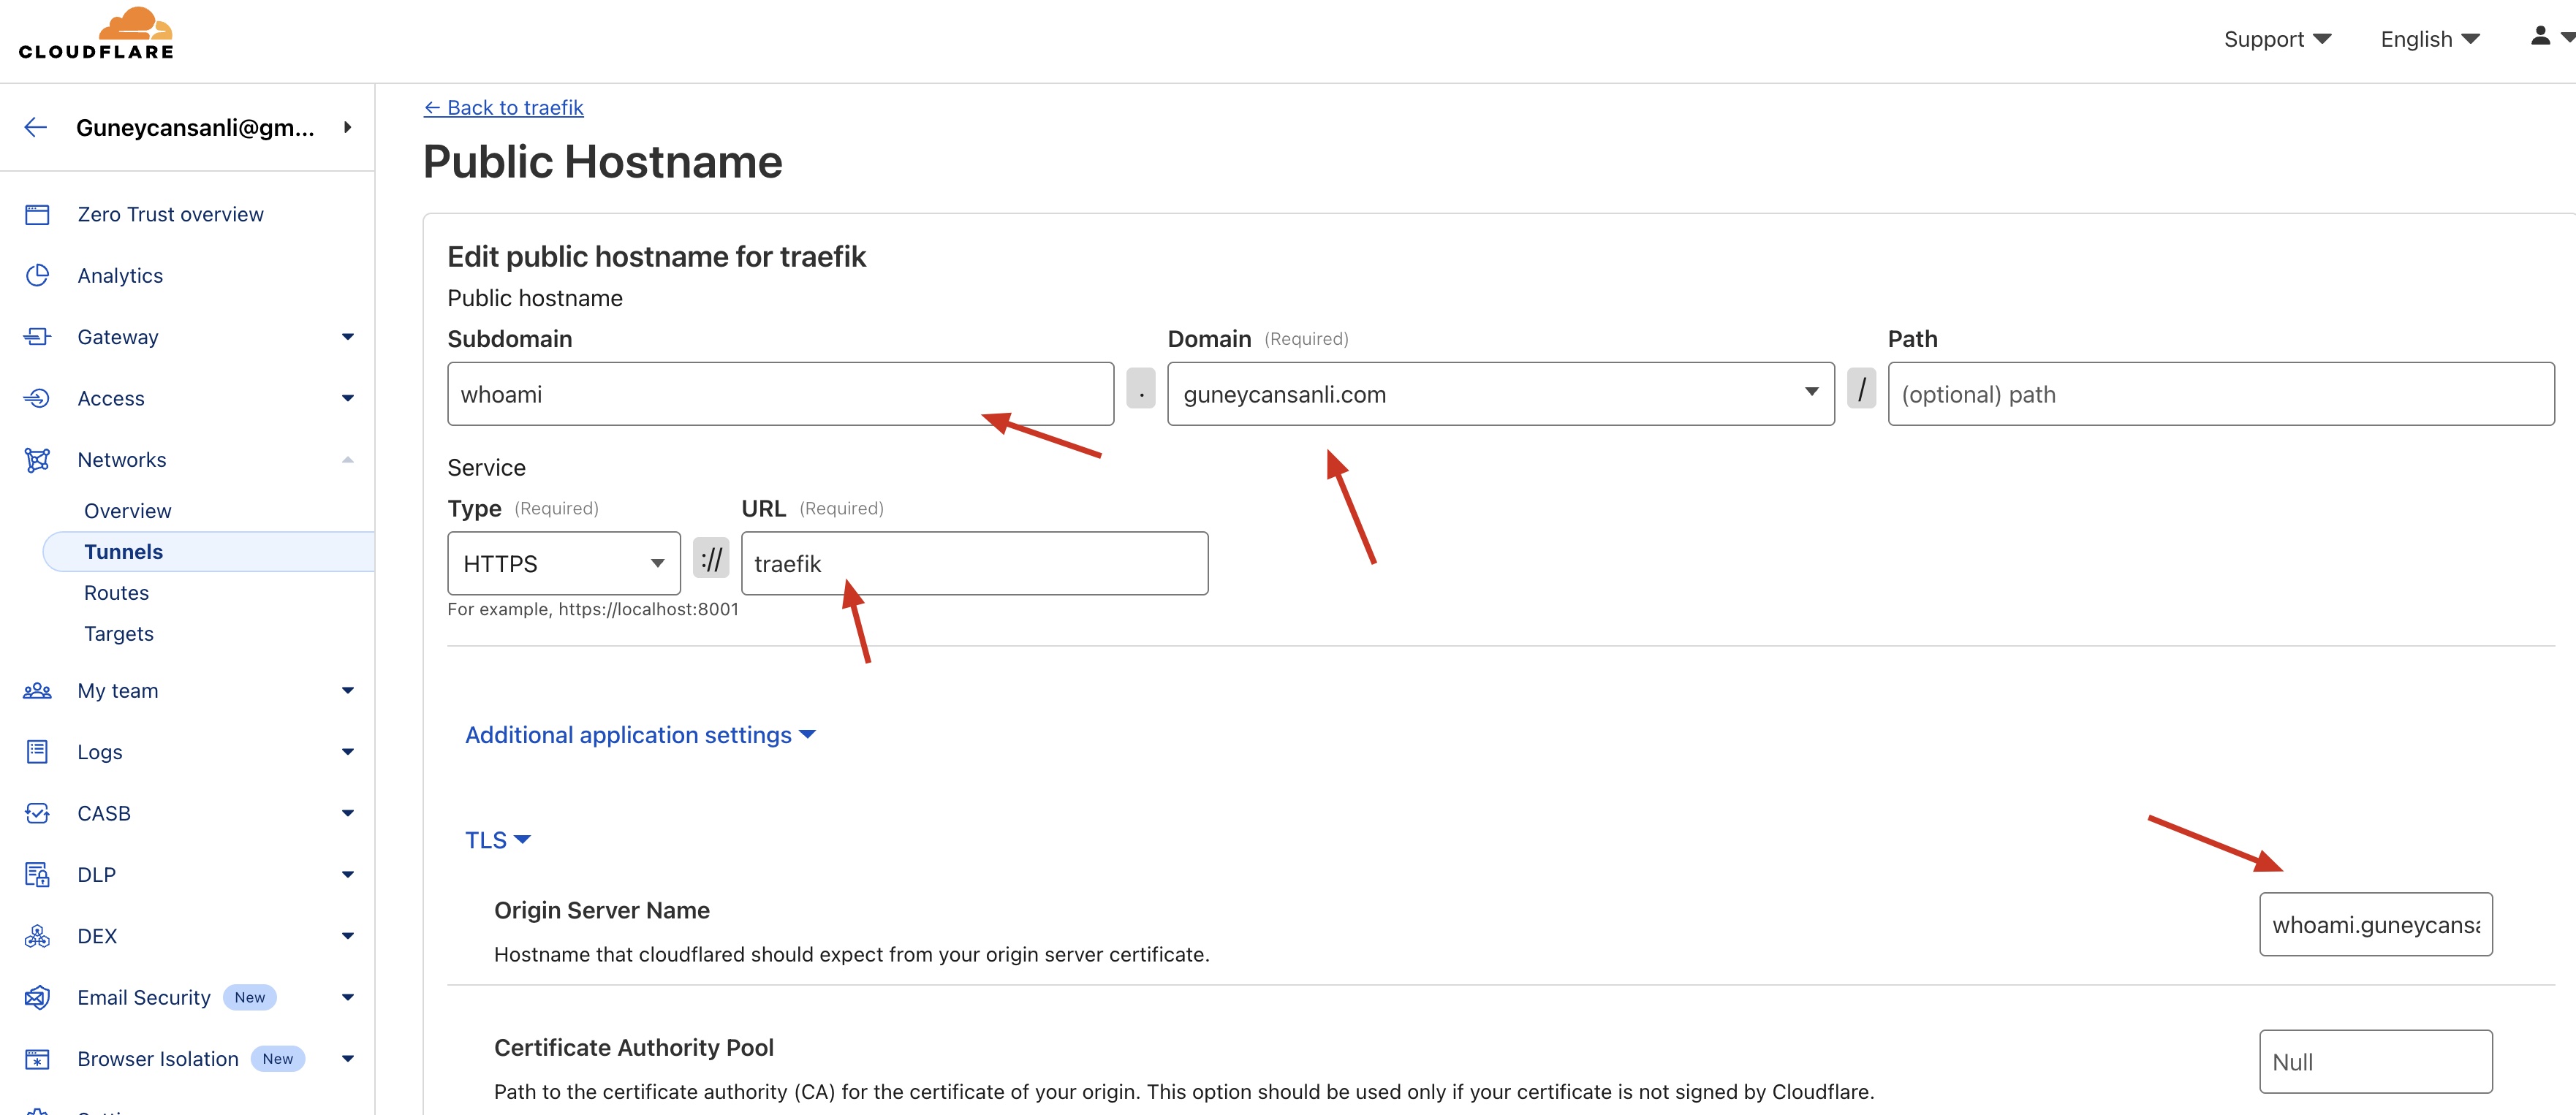 CLOUDFLARE
Support
English
Guneycansanli@gm...
Zero Trust overview
Analytics
Gateway
Access
Networks
Overview
Tunnels
Routes
Targets
My team
Logs
CASB
DLP
DEX
Email Security New
Browser Isolation New
← Back to traefik
Public Hostname
Edit public hostname for traefik
Public hostname
Subdomain
Domain (Required)
Path
whoami
.
guneycansanli.com
/
(optional) path
Service
Type (Required)
URL (Required)
HTTPS
://
traefik
For example, https://localhost:8001
Additional application settings
TLS
Origin Server Name
Hostname that cloudflared should expect from your origin server certificate.
whoami.guneycansa
Certificate Authority Pool
Path to the certificate authority (CA) for the certificate of your origin. This option should be used only if your certificate is not signed by Cloudflare.
Null